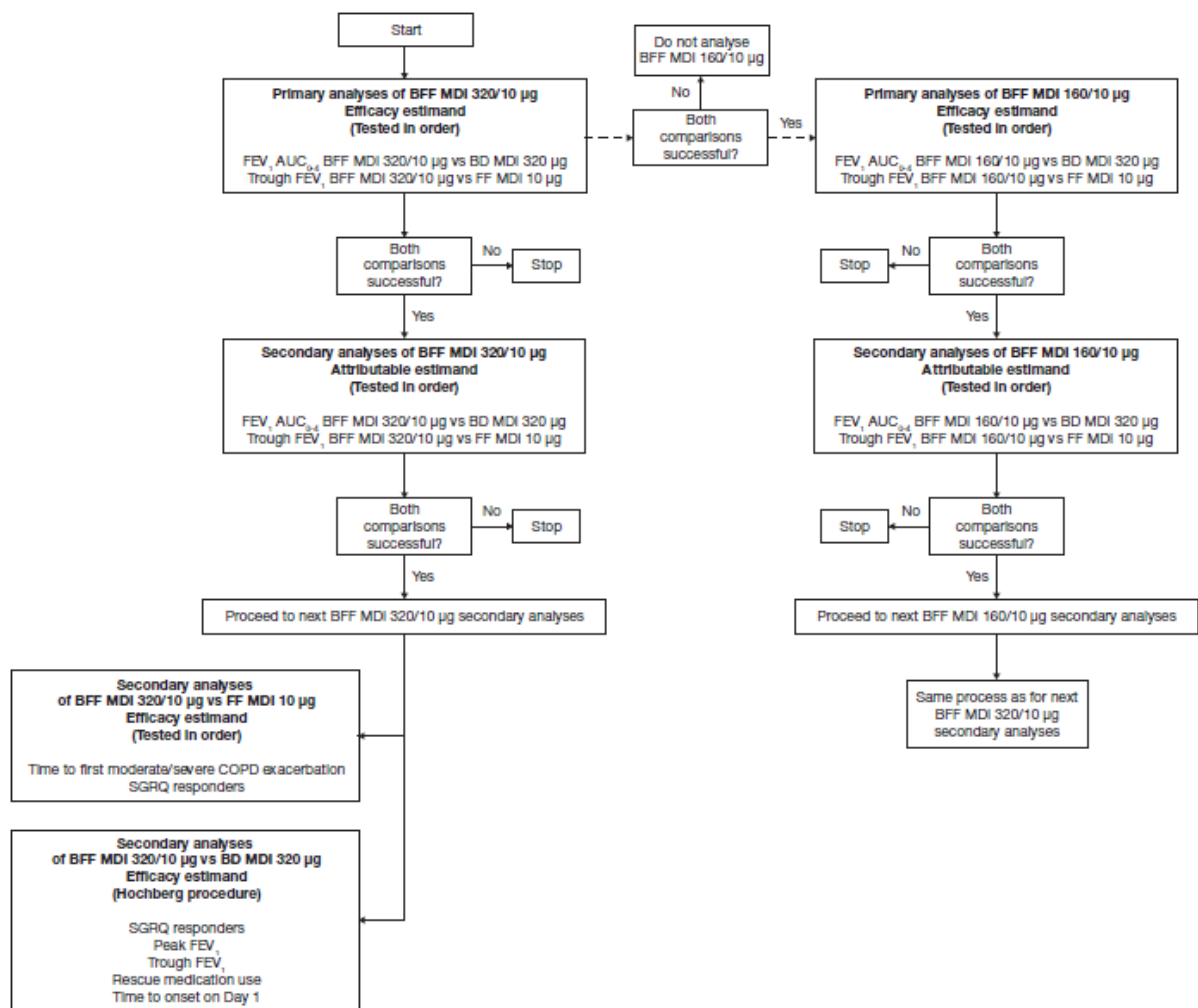 Start
Do not analyse
BFF MDI 160/10 µg
No
Primary analyses of BFF MDI 320/10 µg
Efficacy estimand
(Tested in order)
FEV₁ AUC₀₋₄ BFF MDI 320/10 µg vs BD MDI 320 µg
Trough FEV₁ BFF MDI 320/10 µg vs FF MDI 10 µg
Both
comparisons
successful?
Yes
Primary analyses of BFF MDI 160/10 µg
Efficacy estimand
(Tested in order)
FEV₁ AUC₀₋₄ BFF MDI 160/10 µg vs BD MDI 320 µg
Trough FEV₁ BFF MDI 160/10 µg vs FF MDI 10 µg
Both
comparisons
successful?
No
Stop
Yes
Stop
No
Both
comparisons
successful?
Yes
Secondary analyses of BFF MDI 320/10 µg
Attributable estimand
(Tested in order)
FEV₁ AUC₀₋₄ BFF MDI 320/10 µg vs BD MDI 320 µg
Trough FEV₁ BFF MDI 320/10 µg vs FF MDI 10 µg
Secondary analyses of BFF MDI 160/10 µg
Attributable estimand
(Tested in order)
FEV₁ AUC₀₋₄ BFF MDI 160/10 µg vs BD MDI 320 µg
Trough FEV₁ BFF MDI 160/10 µg vs FF MDI 10 µg
Both
comparisons
successful?
No
Stop
Yes
Stop
No
Both
comparisons
successful?
Yes
Proceed to next BFF MDI 320/10 µg secondary analyses
Proceed to next BFF MDI 160/10 µg secondary analyses
Secondary analyses
of BFF MDI 320/10 µg vs FF MDI 10 µg
Efficacy estimand
(Tested in order)
Time to first moderate/severe COPD exacerbation
SGRQ responders
Same process as for next
BFF MDI 320/10 µg
secondary analyses
Secondary analyses
of BFF MDI 320/10 µg vs BD MDI 320 µg
Efficacy estimand
(Hochberg procedure)
SGRQ responders
Peak FEV₁
Trough FEV₁
Rescue medication use
Time to onset on Day 1